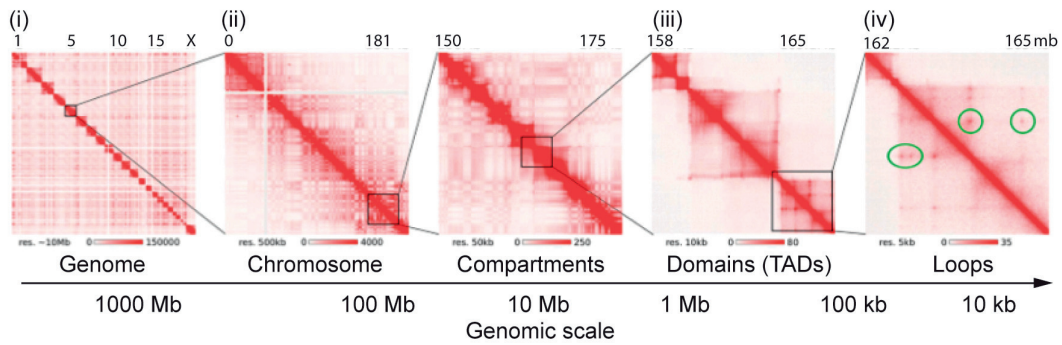 (i) (ii) (iii) (iv)
1 5 10 15 X 0 181 150 175 158 165 162 165 mb
res. ~10Mb 0 150000 res. 500kb 0 4000 res. 50kb 0 250 res. 10kb 0 80 res. 5kb 0 35
Genome Chromosome Compartments Domains (TADs) Loops
1000 Mb 100 Mb 10 Mb 1 Mb 100 kb 10 kb
Genomic scale